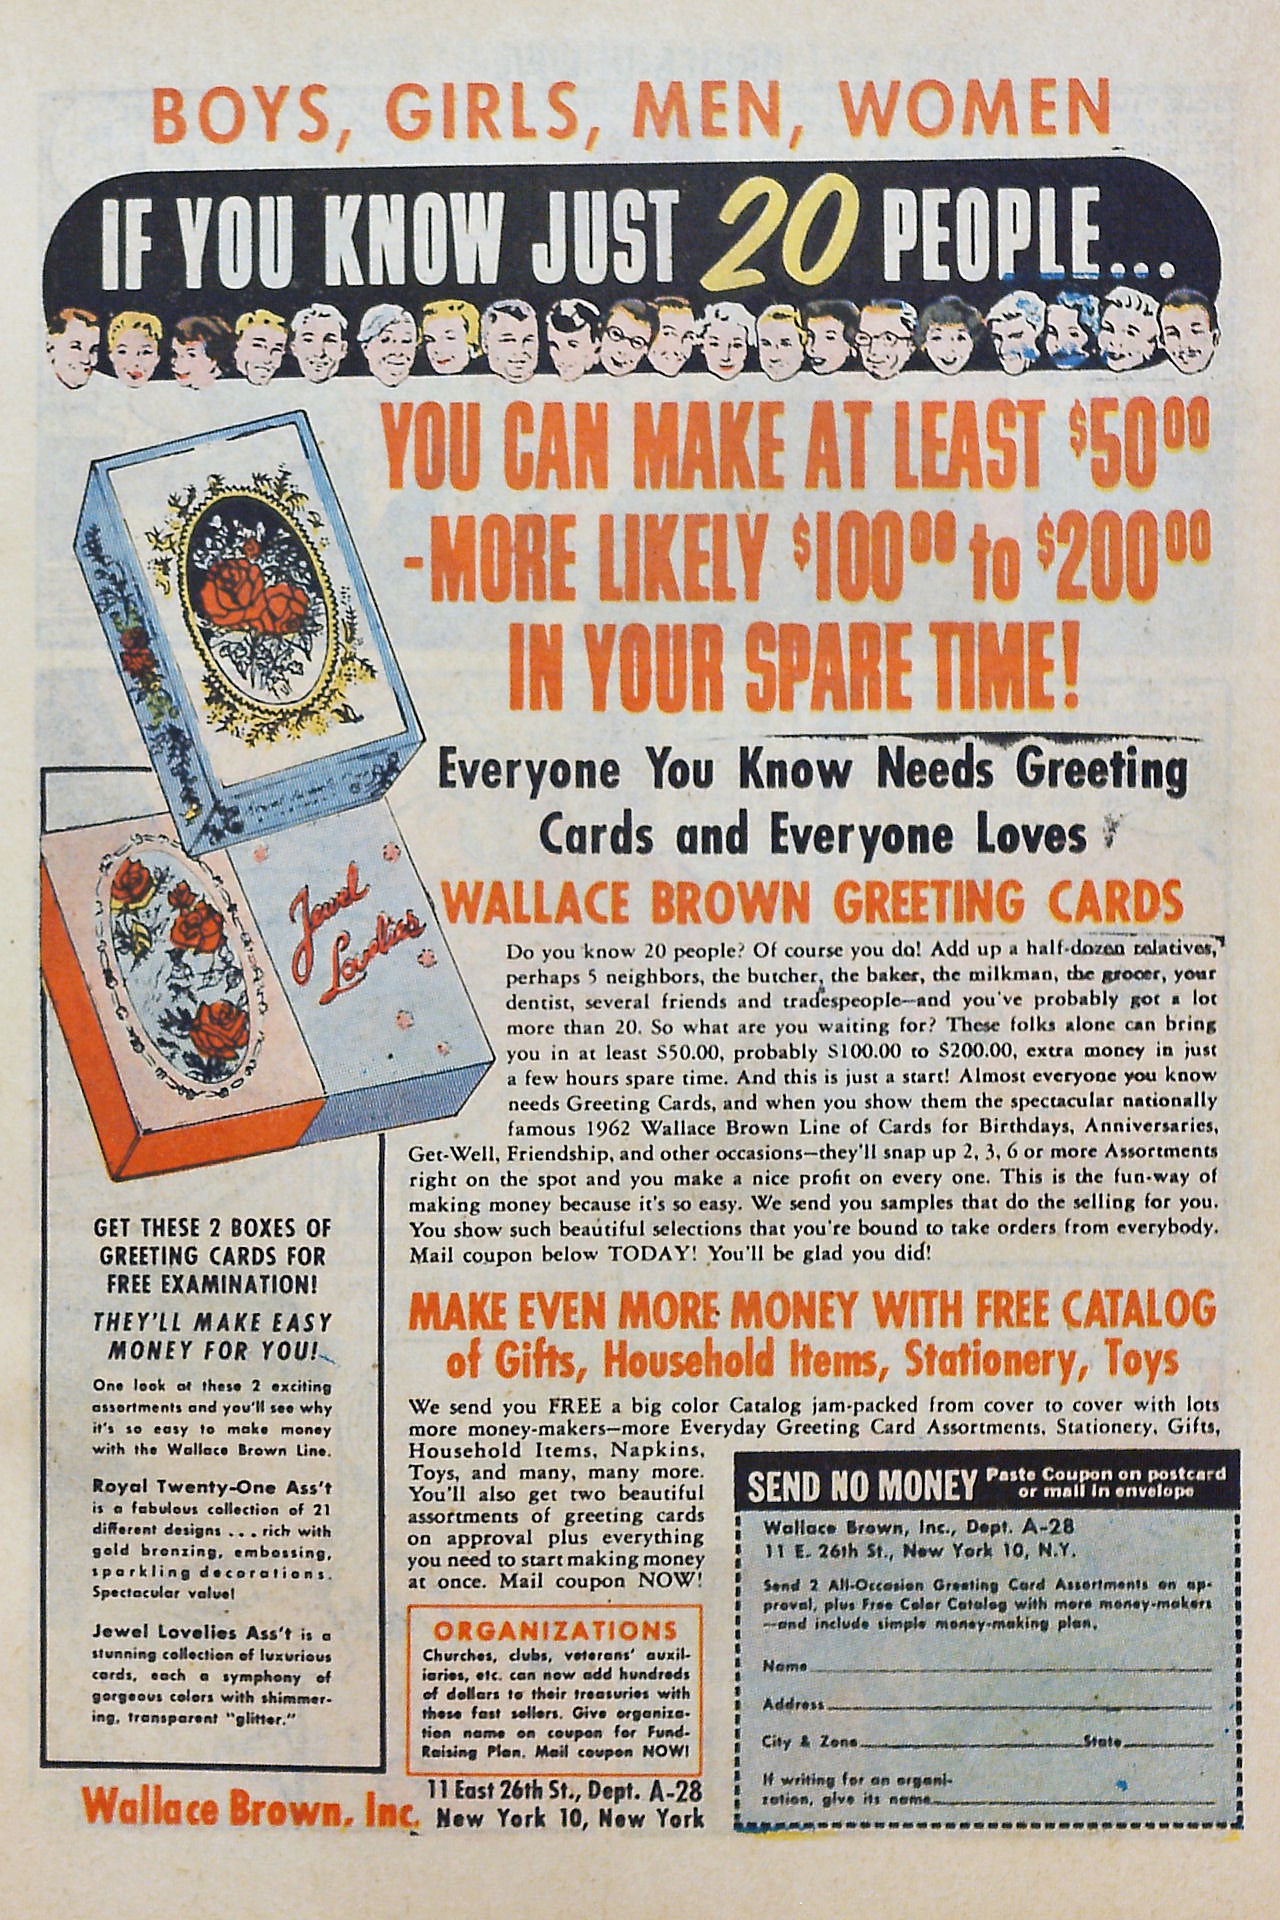 BOYS, GIRLS, MEN, WOMEN
IF YOU KNOW JUST 20 PEOPLE...
YOU CAN MAKE AT LEAST $50.00
-MORE LIKELY $100.00 to $200.00
IN YOUR SPARE TIME!
Everyone You Know Needs Greeting
Cards and Everyone Loves
WALLACE BROWN GREETING CARDS
Jewel
Lovelies
Do you know 20 people? Of course you do! Add up a half-dozen relatives,
perhaps 5 neighbors, the butcher, the baker, the milkman, the grocer, your
dentist, several friends and tradespeople—and you've probably got a lot
more than 20. So what are you waiting for? These folks alone can bring
you in at least $50.00, probably $100.00 to $200.00, extra money in just
a few hours spare time. And this is just a start! Almost everyone you know
needs Greeting Cards, and when you show them the spectacular nationally
famous 1962 Wallace Brown Line of Cards for Birthdays, Anniversaries,
Get-Well, Friendship, and other occasions—they'll snap up 2, 3, 6 or more Assortments
right on the spot and you make a nice profit on every one. This is the fun-way of
making money because it's so easy. We send you samples that do the selling for you.
You show such beautiful selections that you're bound to take orders from everybody.
Mail coupon below TODAY! You'll be glad you did!
GET THESE 2 BOXES OF
GREETING CARDS FOR
FREE EXAMINATION!
THEY'LL MAKE EASY
MONEY FOR YOU!
One look at these 2 exciting
assortments and you'll see why
it's so easy to make money
with the Wallace Brown Line.
Royal Twenty-One Ass't
is a fabulous collection of 21
different designs ... rich with
gold bronzing, embossing,
sparkling decorations.
Spectacular value!
Jewel Lovelies Ass't is a
stunning collection of luxurious
cards, each a symphony of
gorgeous colors with shimmer-
ing, transparent "glitter."
MAKE EVEN MORE MONEY WITH FREE CATALOG
of Gifts, Household Items, Stationery, Toys
We send you FREE a big color Catalog jam-packed from cover to cover with lots
more money-makers—more Everyday Greeting Card Assortments, Stationery, Gifts,
Household Items, Napkins,
Toys, and many, many more.
You'll also get two beautiful
assortments of greeting cards
on approval plus everything
you need to start making money
at once. Mail coupon NOW!
ORGANIZATIONS
Churches, clubs, veterans' auxil-
iaries, etc. can now add hundreds
of dollars to their treasuries with
these fast sellers. Give organiza-
tion name on coupon for Fund-
Raising Plan. Mail coupon NOW!
Wallace Brown, Inc. 11 East 26th St., Dept. A-28
New York 10, New York
SEND NO MONEY Paste Coupon on postcard
or mail in envelope
Wallace Brown, Inc., Dept. A-28
11 E. 26th St., New York 10, N.Y.
Send 2 All-Occasion Greeting Card Assortments on ap-
proval, plus Free Color Catalog with more money-makers
—and include simple money-making plan.
Name
Address
City & Zone State
If writing for an organi-
zation, give its name